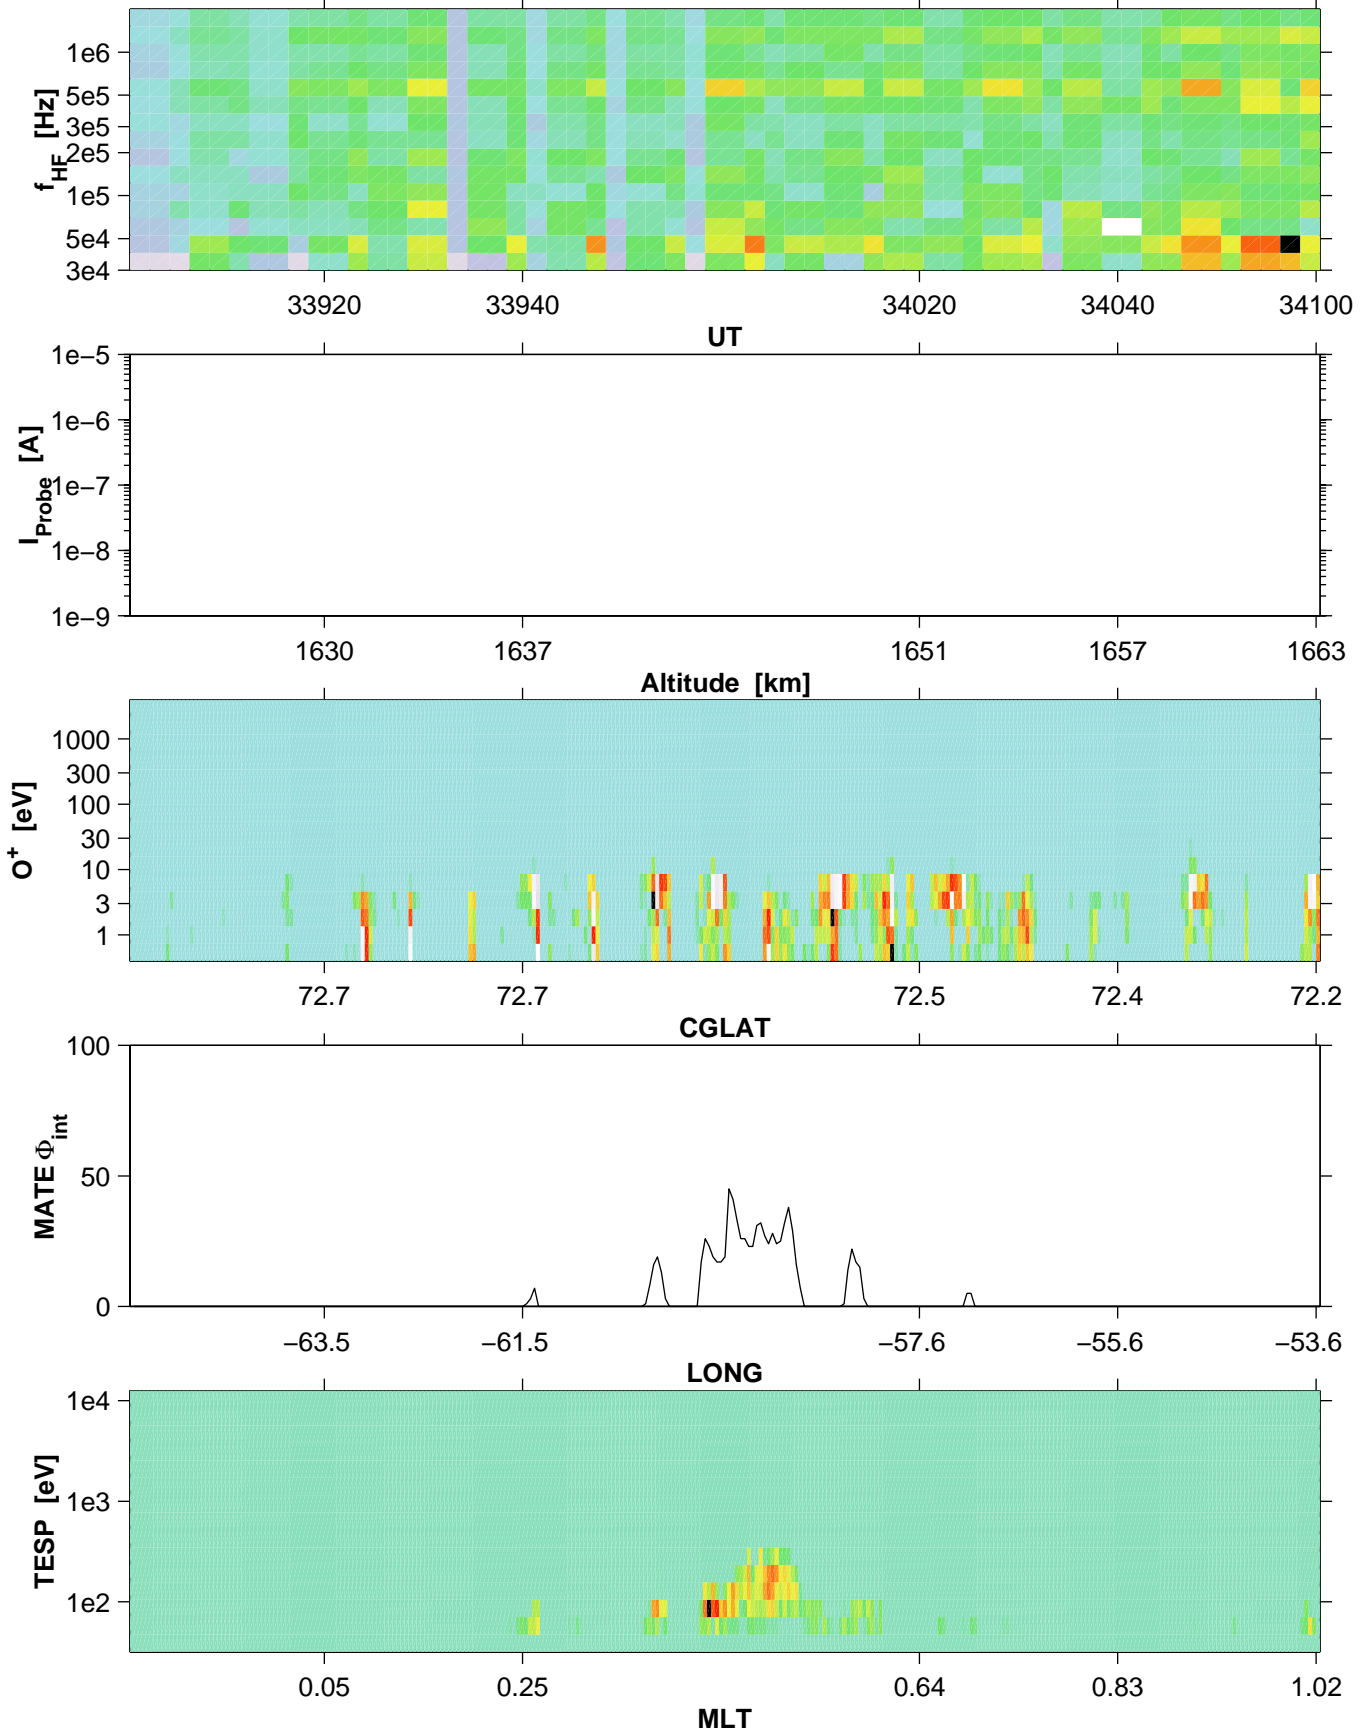 1e6
5e5
3e5
2e5
1e5
5e4
3e4
f_HF [Hz]
33920 33940 34020 34040 34100
UT
1e−5
1e−6
1e−7
1e−8
1e−9
I_Probe [A]
1630 1637 1651 1657 1663
Altitude [km]
1000
300
100
30
10
3
1
O⁺ [eV]
72.7 72.7 72.5 72.4 72.2
CGLAT
100
50
0
MATE Φ_int
−63.5 −61.5 −57.6 −55.6 −53.6
LONG
1e4
1e3
1e2
TESP [eV]
0.05 0.25 0.64 0.83 1.02
MLT